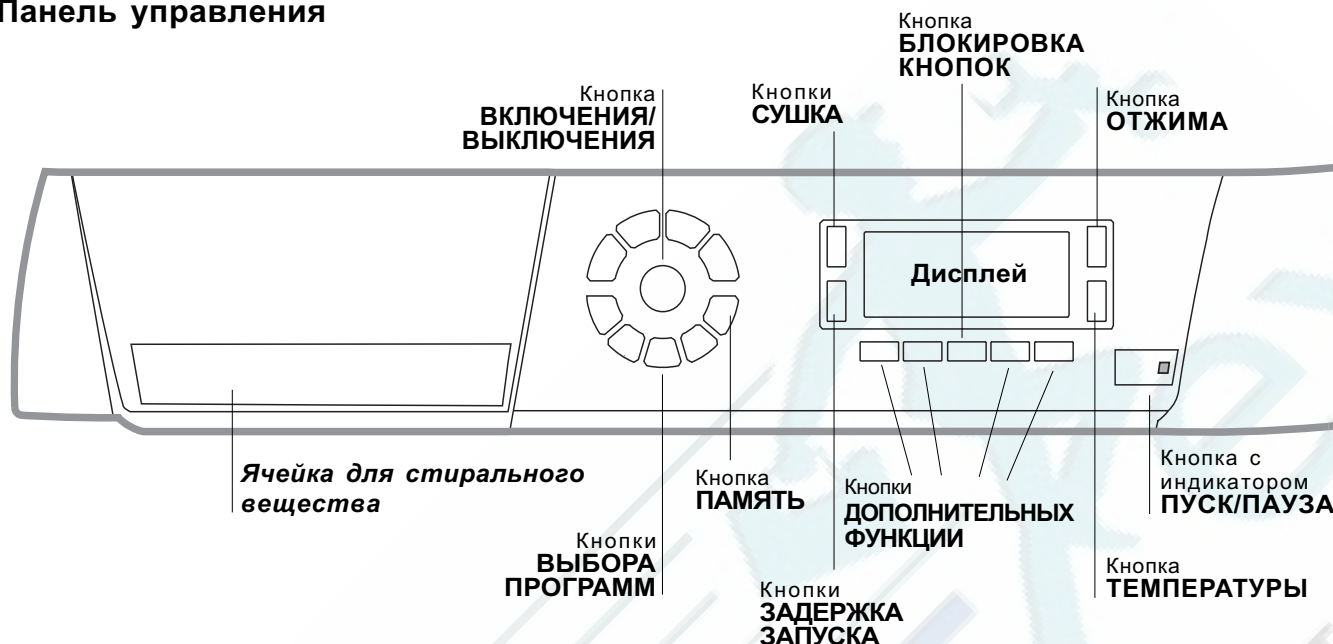 Панель управления
Кнопка
БЛОКИРОВКА
КНОПОК
Кнопка
ВКЛЮЧЕНИЯ/
ВЫКЛЮЧЕНИЯ
Кнопки
СУШКА
Кнопка
ОТЖИМА
Дисплей
Ячейка для стирального
вещества
Кнопки
ВЫБОРА
ПРОГРАММ
Кнопка
ПАМЯТЬ
Кнопки
ДОПОЛНИТЕЛЬНЫХ
ФУНКЦИИ
Кнопки
ЗАДЕРЖКА
ЗАПУСКА
Кнопка с
индикатором
ПУСК/ПАУЗА
Кнопка
ТЕМПЕРАТУРЫ